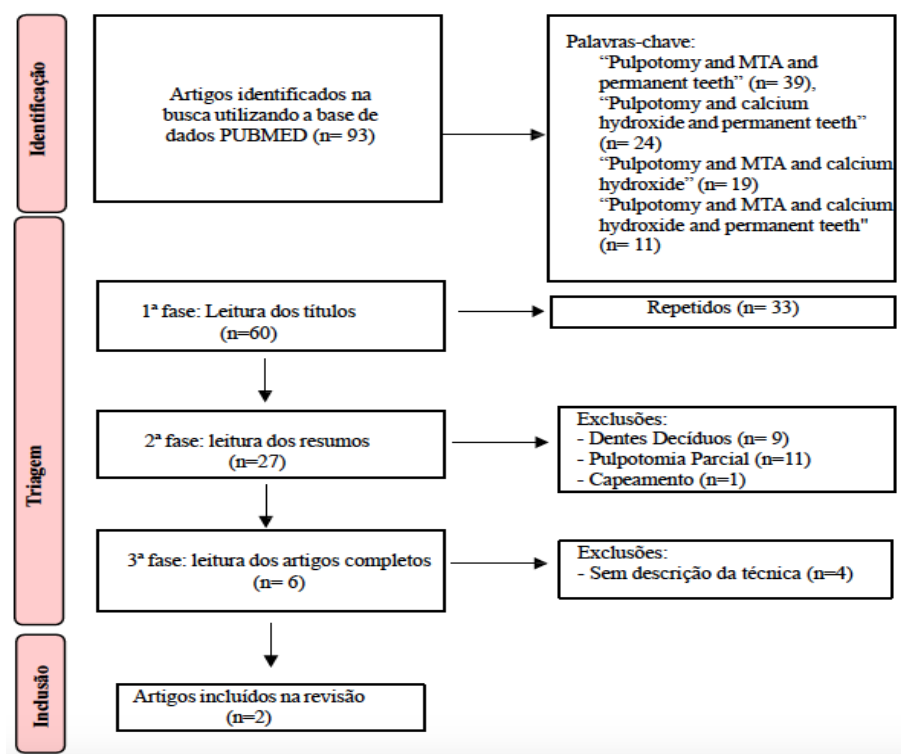 Identificação
Artigos identificados na
busca utilizando a base de
dados PUBMED (n= 93)
Palavras-chave:
“Pulpotomy and MTA and
permanent teeth” (n= 39),
“Pulpotomy and calcium
hydroxide and permanent teeth”
(n= 24)
“Pulpotomy and MTA and calcium
hydroxide” (n= 19)
“Pulpotomy and MTA and calcium
hydroxide and permanent teeth"
(n= 11)
Triagem
1ª fase: Leitura dos títulos
(n=60)
Repetidos (n= 33)
2ª fase: leitura dos resumos
(n=27)
Exclusões:
- Dentes Decíduos (n= 9)
- Pulpotomia Parcial (n=11)
- Capeamento (n=1)
3ª fase: leitura dos artigos completos
(n= 6)
Exclusões:
- Sem descrição da técnica (n=4)
Inclusão
Artigos incluídos na revisão
(n=2)